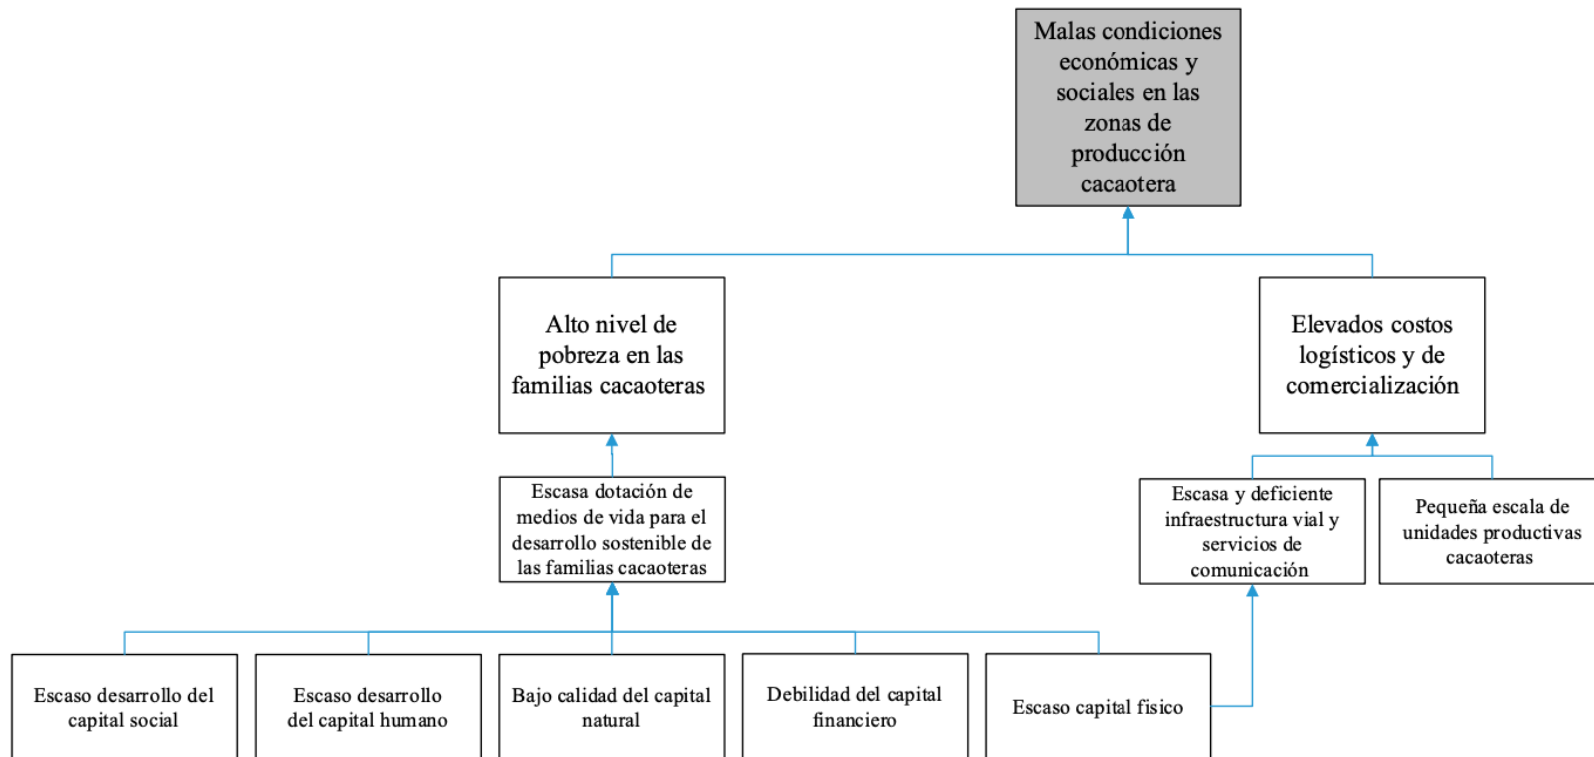 Malas condiciones
económicas y
sociales en las
zonas de
producción
cacaotera
Alto nivel de
pobreza en las
familias cacaoteras
Elevados costos
logísticos y de
comercialización
Escasa dotación de
medios de vida para el
desarrollo sostenible de
las familias cacaoteras
Escasa y deficiente
infraestructura vial y
servicios de
comunicación
Pequeña escala de
unidades productivas
cacaoteras
Escaso desarrollo del
capital social
Escaso desarrollo
del capital humano
Bajo calidad del capital
natural
Debilidad del capital
financiero
Escaso capital fisico